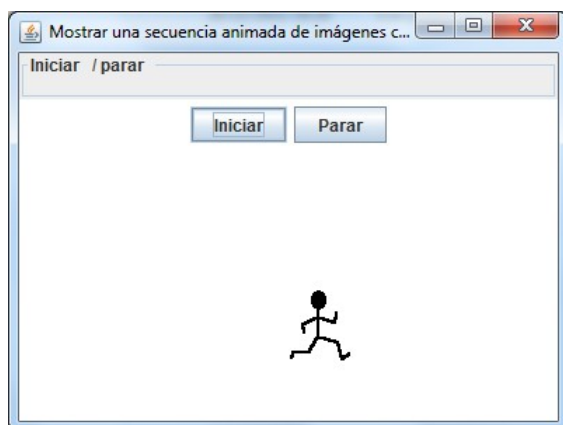 Mostrar una secuencia animada de imágenes c...
Iniciar / parar
Iniciar Parar